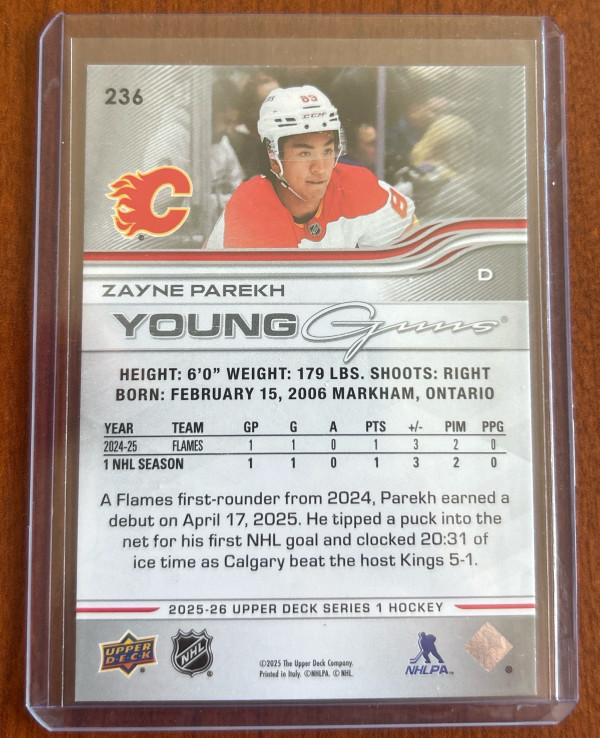 236
89
CCM
8
NHL
C
D
ZAYNE PAREKH
YOUNG Guns®
HEIGHT: 6'0" WEIGHT: 179 LBS. SHOOTS: RIGHT
BORN: FEBRUARY 15, 2006 MARKHAM, ONTARIO
YEAR TEAM GP G A PTS +/- PIM PPG
2024-25 FLAMES 1 1 0 1 3 2 0
1 NHL SEASON 1 1 0 1 3 2 0
A Flames first-rounder from 2024, Parekh earned a
debut on April 17, 2025. He tipped a puck into the
net for his first NHL goal and clocked 20:31 of
ice time as Calgary beat the host Kings 5-1.
2025-26 UPPER DECK SERIES 1 HOCKEY
UPPER DECK
NHL
©2025 The Upper Deck Company.
Printed in Italy. ©NHLPA. © NHL.
NHLPA